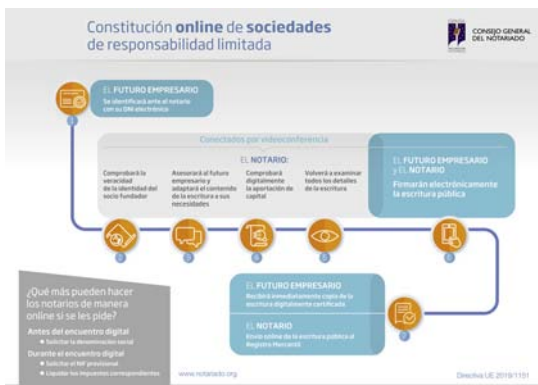 Constitución online de sociedades
de responsabilidad limitada
CONSEJO GENERAL
DEL NOTARIADO
EL FUTURO EMPRESARIO
Se identificará ante el notario
con su DNI electrónico
1
Conectados por videoconferencia
EL NOTARIO:
Comprobará la
veracidad
de la identidad del
socio fundador
Asesorará al futuro
empresario y
adaptará el contenido
de la escritura a sus
necesidades
Comprobará
digitalmente
la aportación de
capital
Volverá a examinar
todos los detalles
de la escritura
EL FUTURO EMPRESARIO
y EL NOTARIO
Firmarán electrónicamente
la escritura pública
2
3
4
5
6
EL FUTURO EMPRESARIO
Recibirá inmediatamente copia de la
escritura digitalmente certificada
EL NOTARIO
Envío online de la escritura pública al
Registro Mercantil
7
¿Qué más pueden hacer
los notarios de manera
online si se les pide?
Antes del encuentro digital
Solicitar la denominación social
Durante el encuentro digital
Solicitar el NIF provisional
Liquidar los impuestos correspondientes
www.notariado.org
Directiva UE 2019/1151